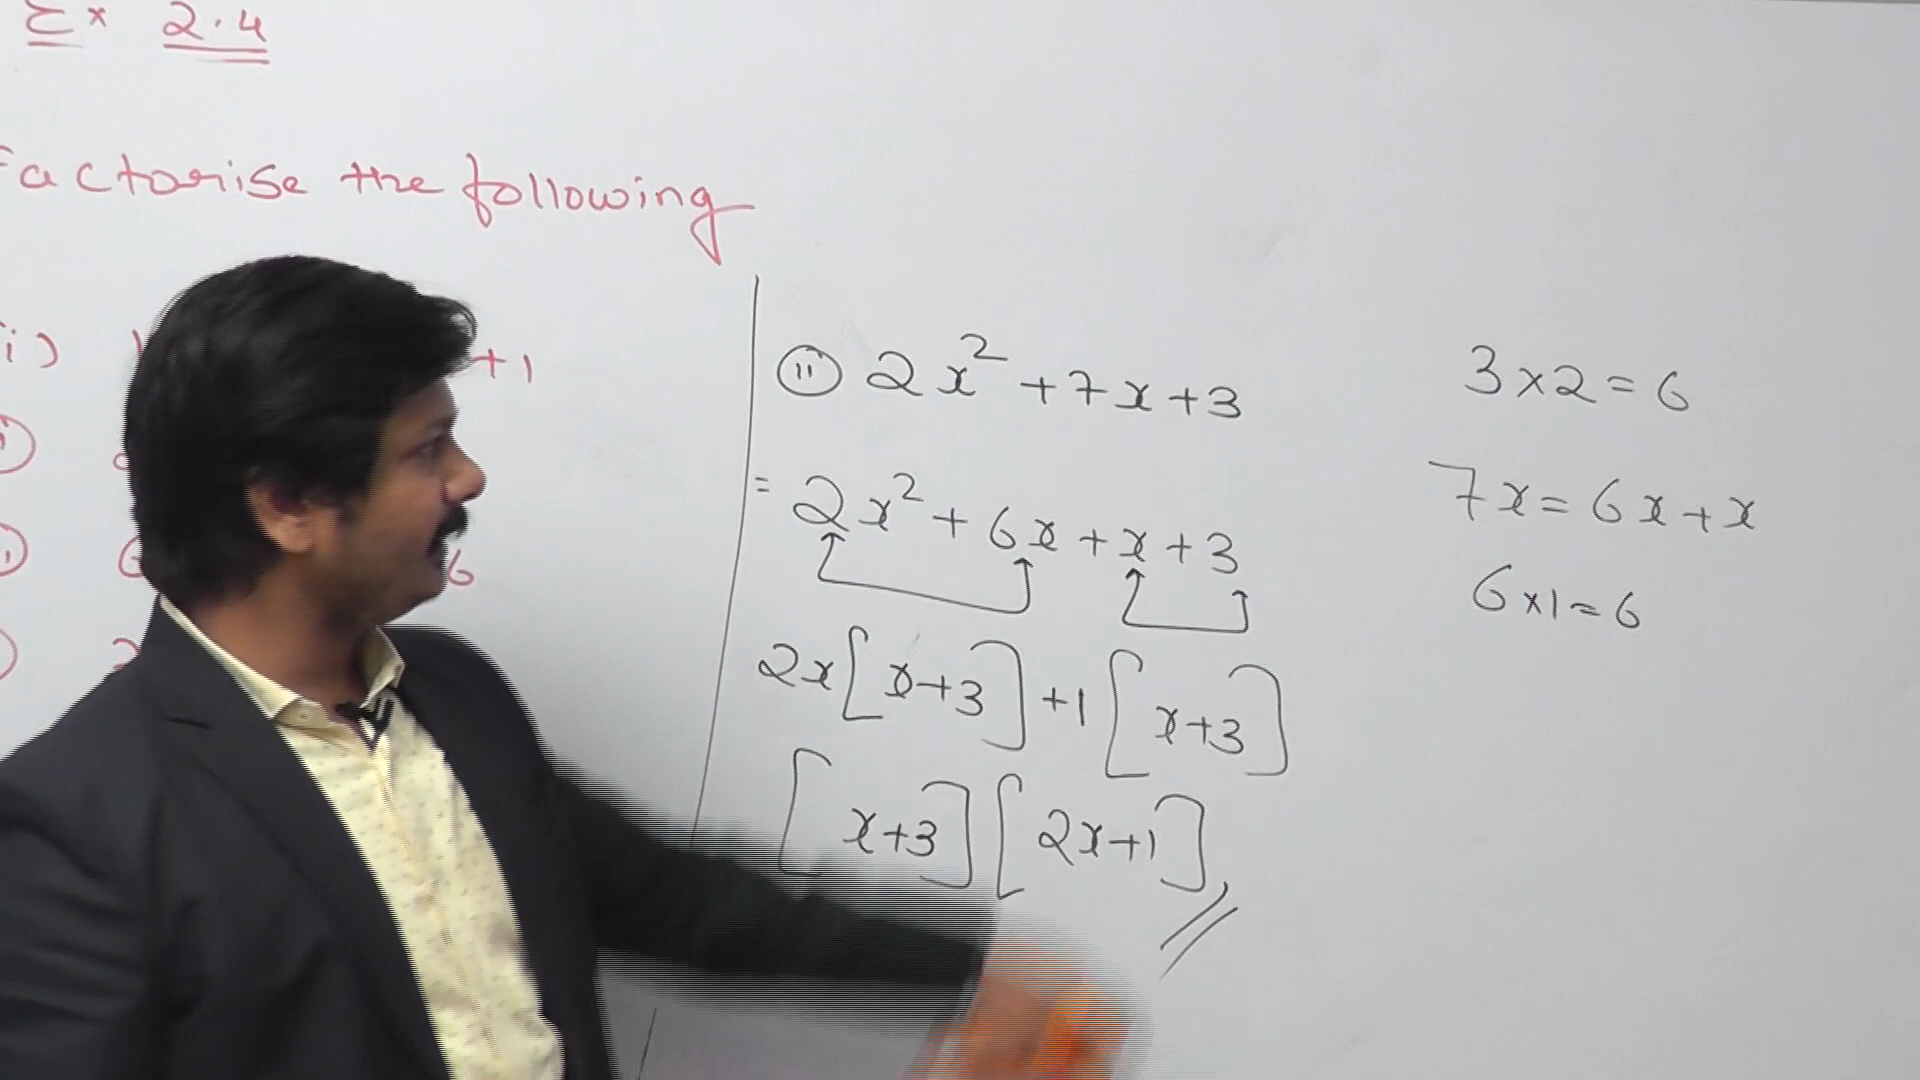 Ex 2.4
Factorise the following
i) +1
6
(ii) 2x² + 7x + 3
= 2x² + 6x + x + 3
2x[x+3] + 1[x+3]
[x+3][2x+1]
3 × 2 = 6
7x = 6x + x
6 × 1 = 6